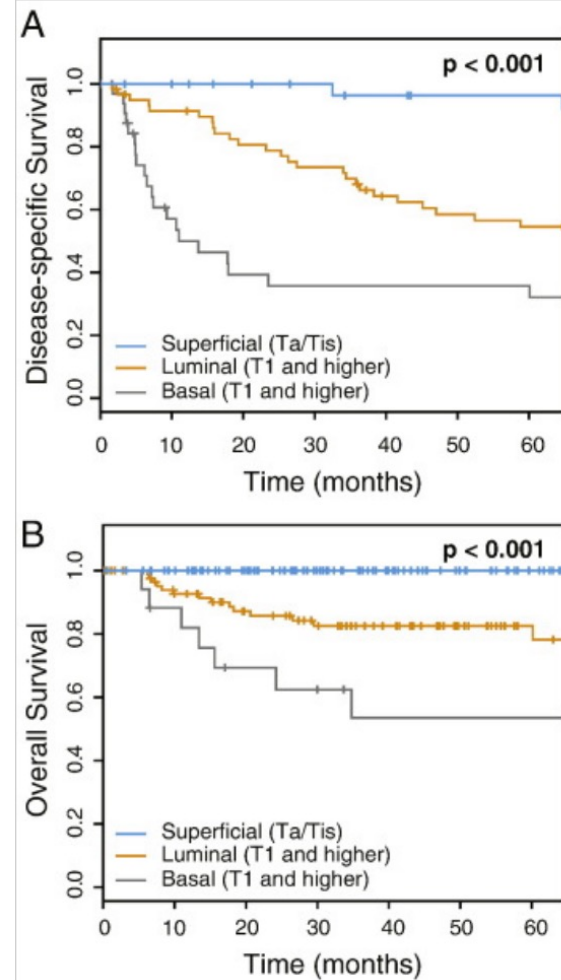 A
p < 0.001
Disease-specific Survival
1.0
0.8
0.6
0.4
0.2
0.0
Superficial (Ta/Tis)
Luminal (T1 and higher)
Basal (T1 and higher)
0 10 20 30 40 50 60
Time (months)
B
p < 0.001
Overall Survival
1.0
0.8
0.6
0.4
0.2
0.0
Superficial (Ta/Tis)
Luminal (T1 and higher)
Basal (T1 and higher)
0 10 20 30 40 50 60
Time (months)